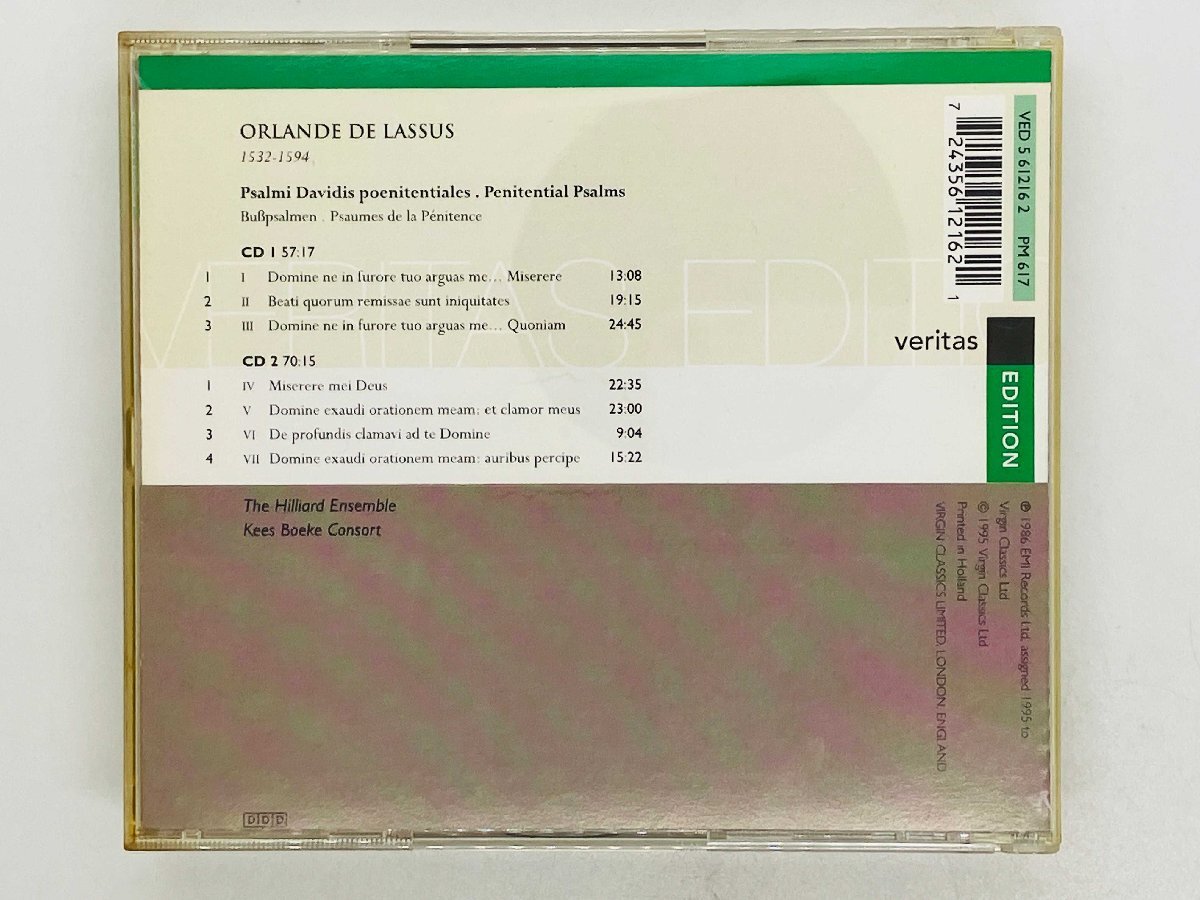 ORLANDE DE LASSUS
1532-1594
Psalmi Davidis poenitentiales . Penitential Psalms
Bußpsalmen . Psaumes de la Pénitence
CD 1 57:17
1 I Domine ne in furore tuo arguas me... Miserere 13:08
2 II Beati quorum remissae sunt iniquitates 19:15
3 III Domine ne in furore tuo arguas me... Quoniam 24:45
CD 2 70:15
1 IV Miserere mei Deus 22:35
2 V Domine exaudi orationem meam: et clamor meus 23:00
3 VI De profundis clamavi ad te Domine 9:04
4 VII Domine exaudi orationem meam: auribus percipe 15:22
The Hilliard Ensemble
Kees Boeke Consort
DDD
VERITAS EDITIO
7 24356 12162 1
VED 5 61216 2 PM 617
veritas
EDITION
℗ 1986 EMI Records Ltd, assigned 1995 to
Virgin Classics Ltd
© 1995 Virgin Classics Ltd
Printed in Holland
VIRGIN CLASSICS LIMITED, LONDON, ENGLAND